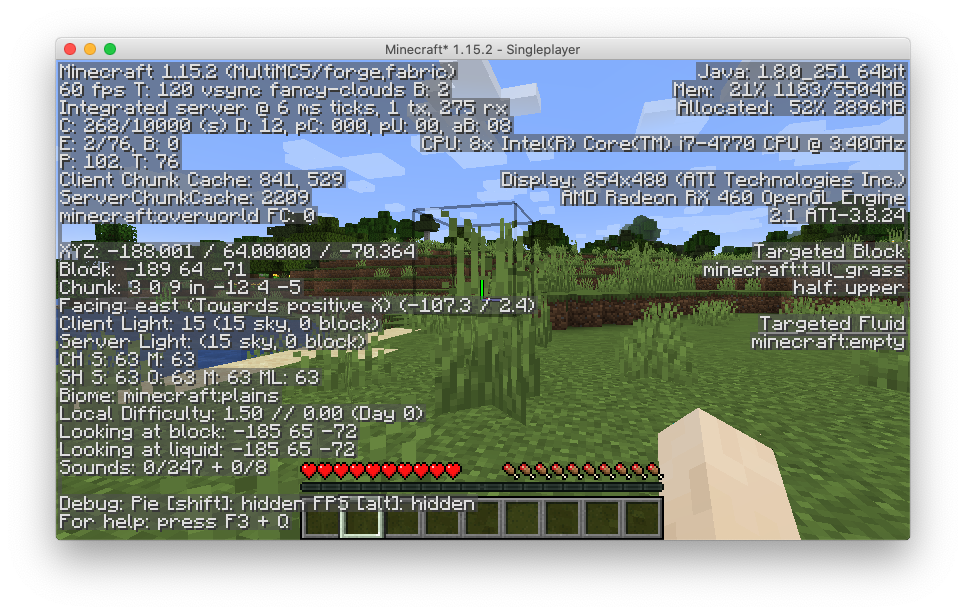 Minecraft* 1.15.2 - Singleplayer
Minecraft 1.15.2 (MultiMC5/forge,fabric)
60 fps T: 120 vsync fancy-clouds B: 2
Integrated server @ 6 ms ticks, 1 tx, 275 rx
C: 268/10000 (s) D: 12, pC: 000, pU: 00, aB: 08
E: 2/76, B: 0
P: 102. T: 76
Client Chunk Cache: 841, 529
ServerChunkCache: 2209
minecraft:overworld FC: 0
XYZ: -188.001 / 64.00000 / -70.364
Block: -189 64 -71
Chunk: 3 0 9 in -12 4 -5
Facing: east (Towards positive X) (-107.3 / 2.4)
Client Light: 15 (15 sky, 0 block)
Server Light: (15 sky, 0 block)
CH S: 63 M: 63
SH S: 63 O: 63 M: 63 ML: 63
Biome: minecraft:plains
Local Difficulty: 1.50 // 0.00 (Day 0)
Looking at block: -185 65 -72
Looking at liquid: -185 65 -72
Sounds: 0/247 + 0/8
Debug: Pie [shift]: hidden FPS [alt]: hidden
For help: press F3 + Q
Java: 1.8.0_251 64bit
Mem: 21% 1183/5504MB
Allocated: 52% 2896MB
CPU: 8x Intel(R) Core(TM) i7-4770 CPU @ 3.40GHz
Display: 854x480 (ATI Technologies Inc.)
AMD Radeon RX 460 OpenGL Engine
2.1 ATI-3.8.24
Targeted Block
minecraft:tall_grass
half: upper
Targeted Fluid
minecraft:empty